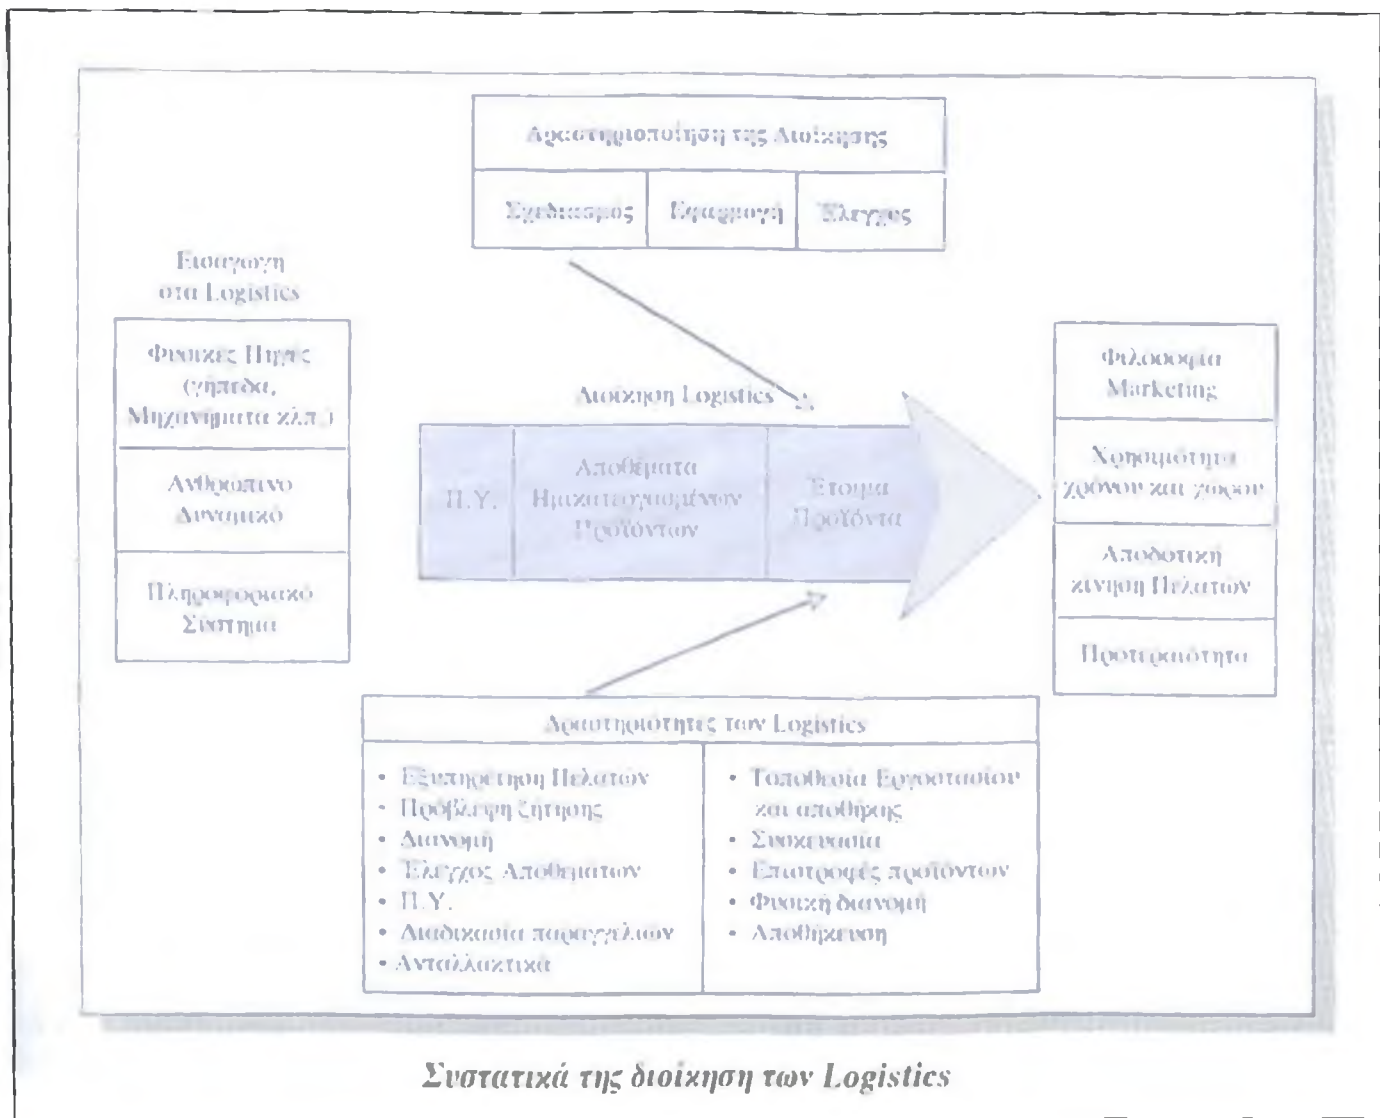 Δραστηριοποίηση της Διοίκησης
Σχεδιασμός
Εφαρμογή
Έλεγχος
Εισαγωγη
στα Logistics
Φυσικές Πηγές
(γήπεδα,
Μηχανήματα κλπ.)
Ανθρωπινο
Δυναμικό
Πληροφοριακό
Σύστημα
Διοίκηση Logistics
Π.Υ.
Αποθέματα
Ημικατεργασμένων
Προϊόντων
Έτοιμα
Προϊόντα
Φιλοσοφία
Marketing
Χρησιμότητα
χρόνου και χώρου
Αποδοτική
κίνηση Πελατών
Προτεραιότητα
Δραστηριότητες των Logistics
• Εξυπηρέτηση Πελατών
• Πρόβλεψη ζήτησης
• Διανομή
• Έλεγχος Αποθεμάτων
• Π.Υ.
• Διαδικασία παραγγελιών
• Ανταλλακτικά
• Τοποθεσία Εργοστασίου
και αποθήκης
• Συσκευασία
• Επιστροφές προϊόντων
• Φυσική διανομή
• Αποθήκευση
Συστατικά της διοίκηση των Logistics